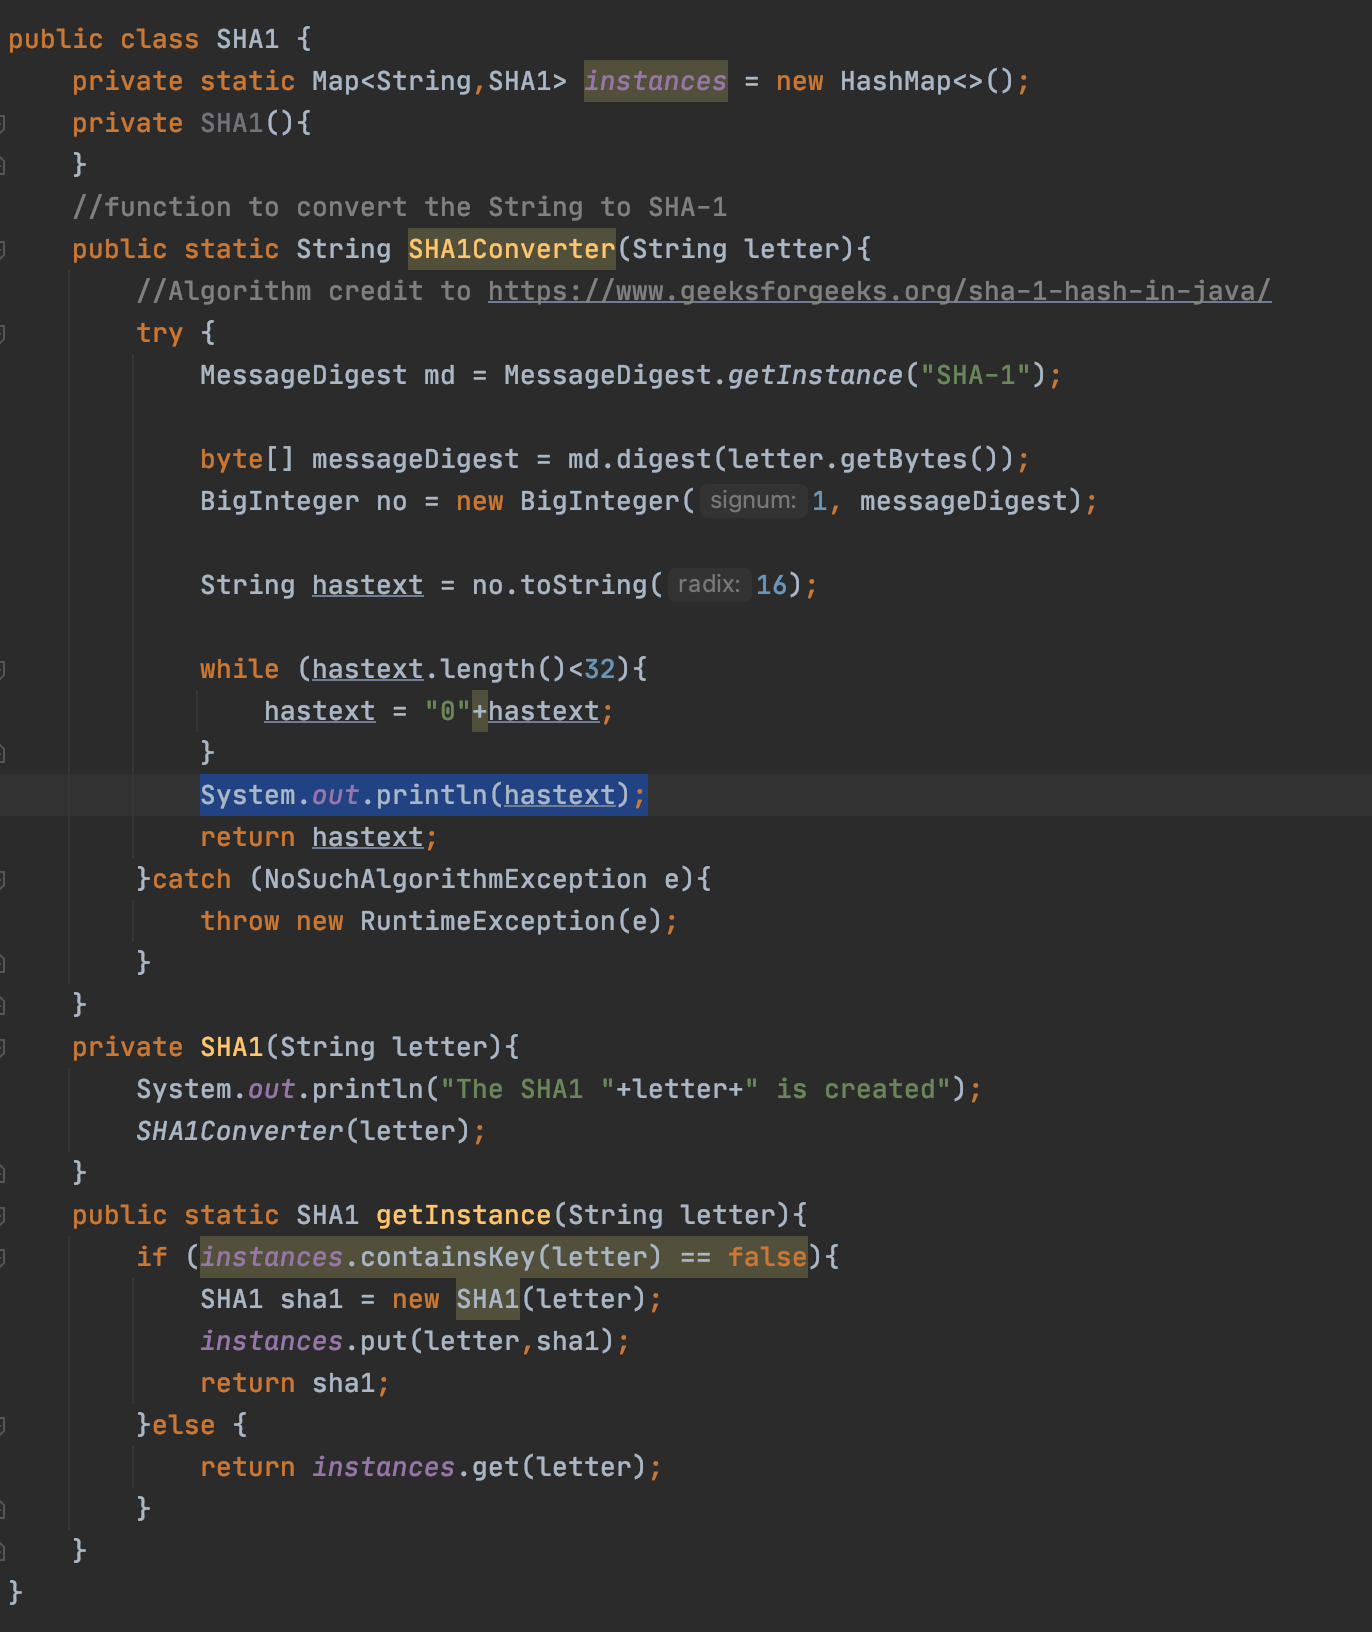 public class SHA1 {
    private static Map<String,SHA1> instances = new HashMap<>();
    private SHA1(){
    }
    //function to convert the String to SHA-1
    public static String SHA1Converter(String letter){
        //Algorithm credit to https://www.geeksforgeeks.org/sha-1-hash-in-java/
        try {
            MessageDigest md = MessageDigest.getInstance("SHA-1");
            byte[] messageDigest = md.digest(letter.getBytes());
            BigInteger no = new BigInteger( signum: 1, messageDigest);
            String hastext = no.toString( radix: 16);
            while (hastext.length()<32){
                hastext = "0"+hastext;
            }
            System.out.println(hastext);
            return hastext;
        }catch (NoSuchAlgorithmException e){
            throw new RuntimeException(e);
        }
    }
    private SHA1(String letter){
        System.out.println("The SHA1 "+letter+" is created");
        SHA1Converter(letter);
    }
    public static SHA1 getInstance(String letter){
        if (instances.containsKey(letter) == false){
            SHA1 sha1 = new SHA1(letter);
            instances.put(letter,sha1);
            return sha1;
        }else {
            return instances.get(letter);
        }
    }
}